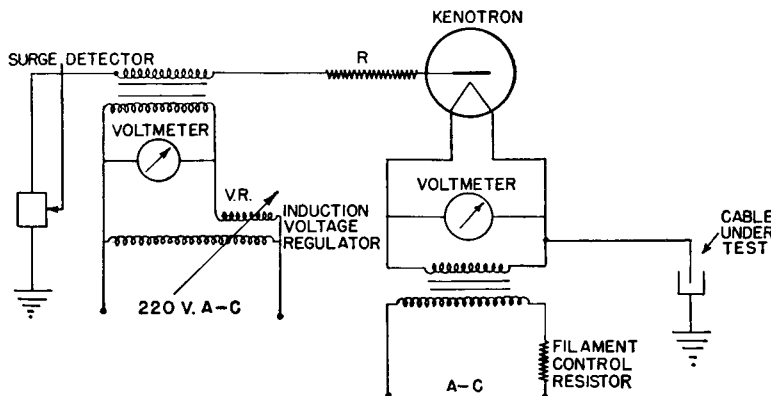 KENOTRON
SURGE DETECTOR
R
VOLTMETER
V.R.
INDUCTION
VOLTAGE
REGULATOR
220 V. A-C
VOLTMETER
CABLE
UNDER
TEST
FILAMENT
CONTROL
RESISTOR
A-C